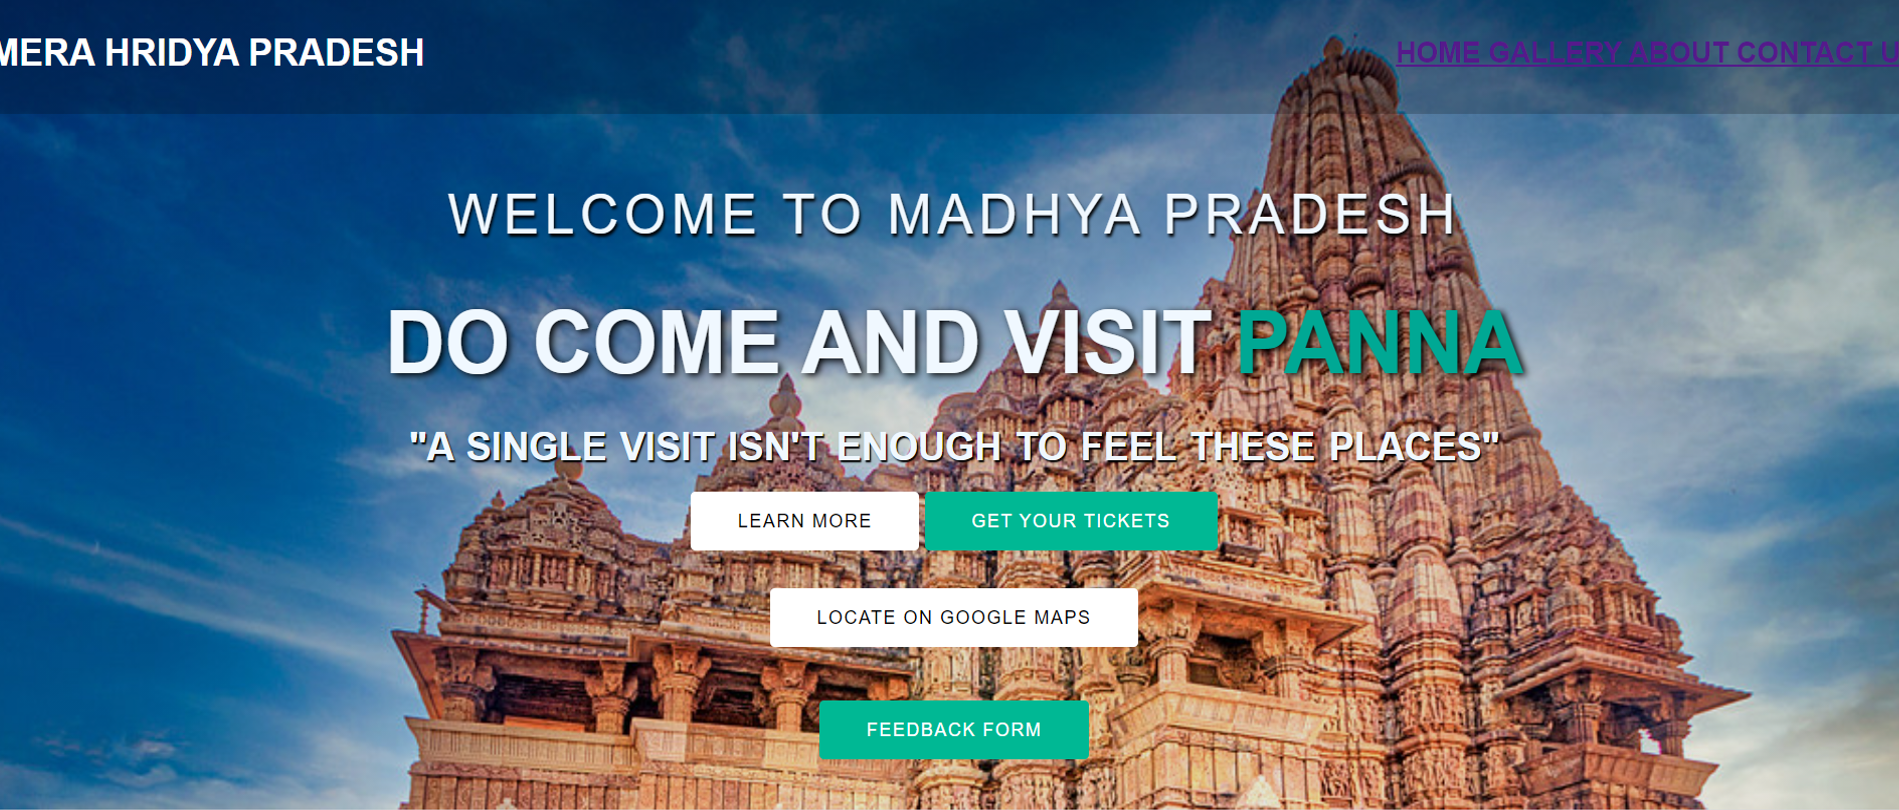 MERA HRIDYA PRADESH
HOME GALLERY ABOUT CONTACT U
WELCOME TO MADHYA PRADESH
DO COME AND VISIT PANNA
"A SINGLE VISIT ISN'T ENOUGH TO FEEL THESE PLACES"
LEARN MORE GET YOUR TICKETS
LOCATE ON GOOGLE MAPS
FEEDBACK FORM